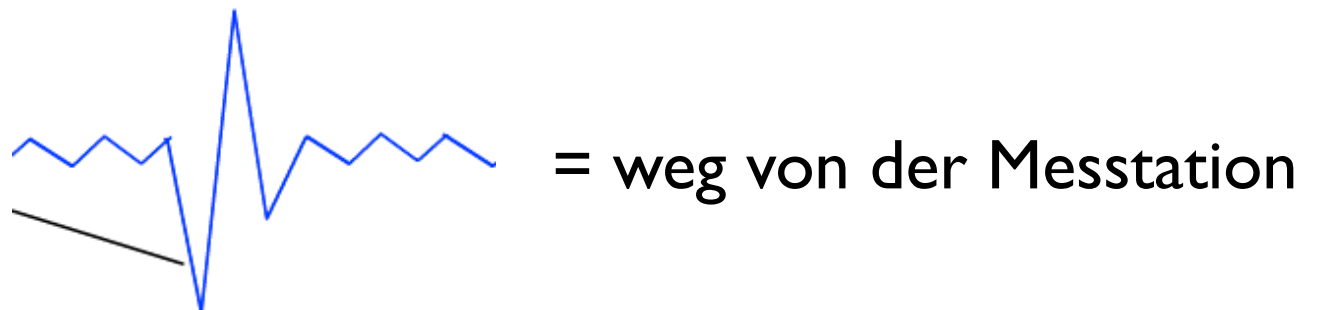 = weg von der Messtation